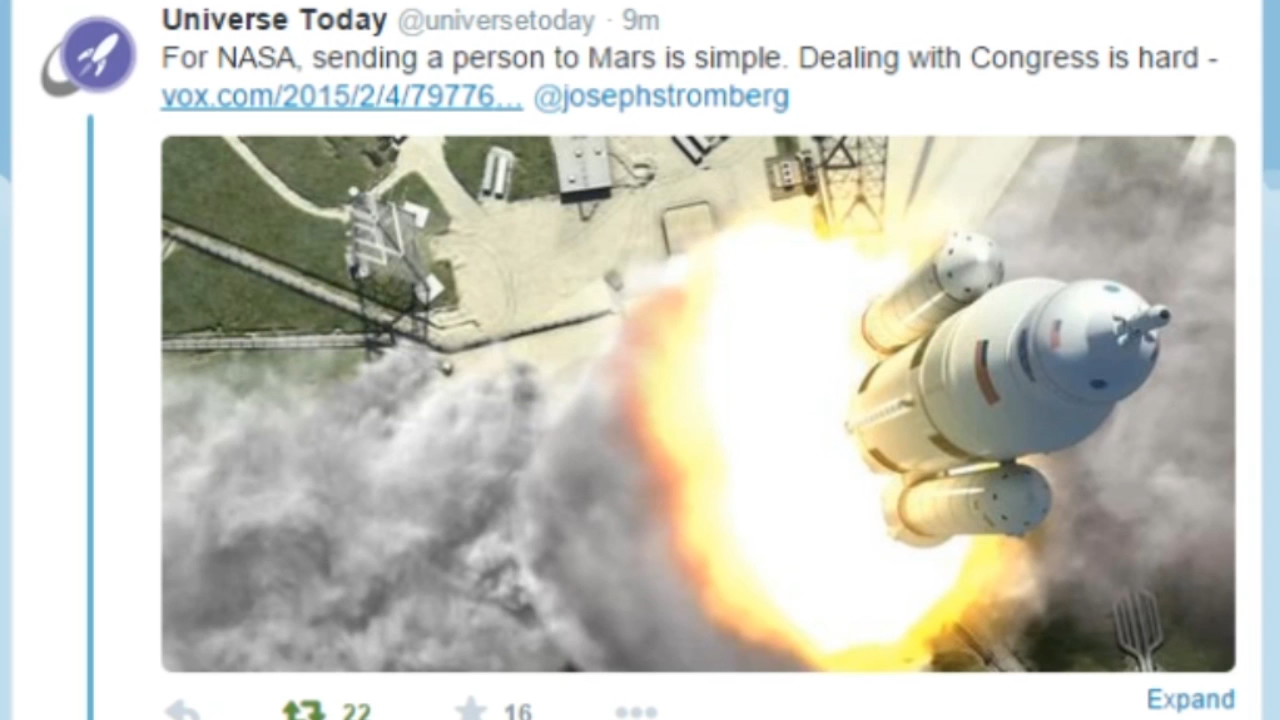 Universe Today @universetoday · 9m
For NASA, sending a person to Mars is simple. Dealing with Congress is hard -
vox.com/2015/2/4/79776... @josephstromberg
Expand
22 16